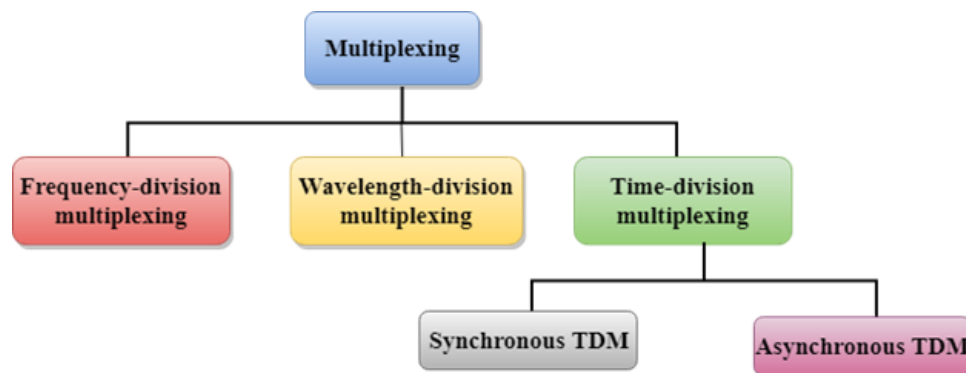 Multiplexing
Frequency-division
multiplexing
Wavelength-division
multiplexing
Time-division
multiplexing
Synchronous TDM
Asynchronous TDM